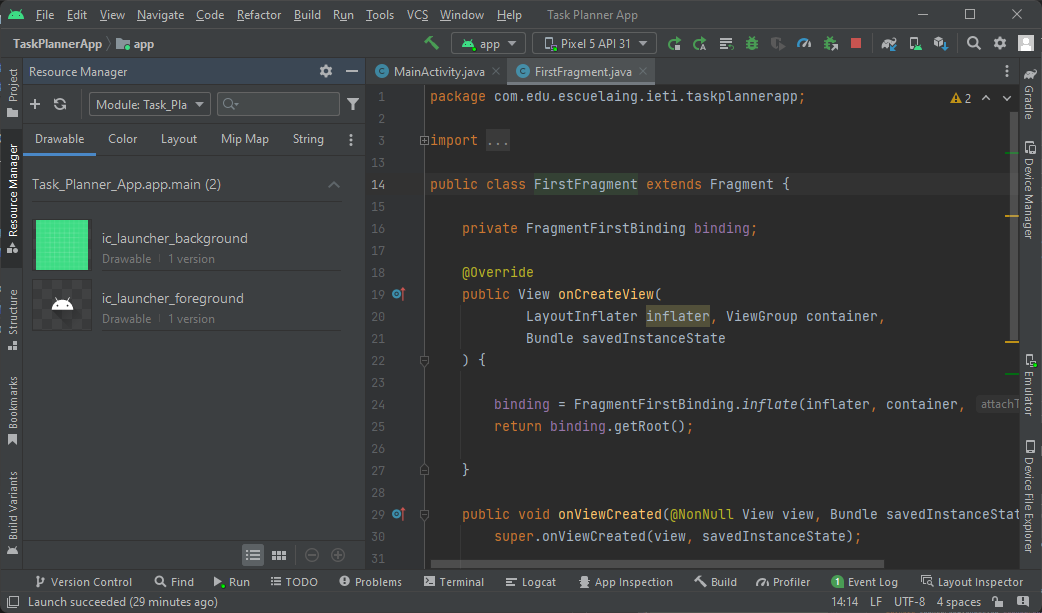 File Edit View Navigate Code Refactor Build Run Tools VCS Window Help Task Planner App
TaskPlannerApp app
app Pixel 5 API 31
Project
Resource Manager
Structure
Bookmarks
Build Variants
Resource Manager
Module: Task_Pla
Drawable Color Layout Mip Map String
Task_Planner_App.app.main (2)
ic_launcher_background
Drawable 1 version
ic_launcher_foreground
Drawable 1 version
MainActivity.java FirstFragment.java
2
1 package com.edu.escuelaing.ieti.taskplannerapp;
2
3 import ...
13
14 public class FirstFragment extends Fragment {
15
16 private FragmentFirstBinding binding;
17
18 @Override
19 public View onCreateView(
20 LayoutInflater inflater, ViewGroup container,
21 Bundle savedInstanceState
22 ) {
23
24 binding = FragmentFirstBinding.inflate(inflater, container, attachT
25 return binding.getRoot();
26
27 }
28
29 public void onViewCreated(@NonNull View view, Bundle savedInstanceStat
30 super.onViewCreated(view, savedInstanceState);
31
Gradle
Device Manager
Emulator
Device File Explorer
Version Control Find Run TODO Problems Terminal Logcat App Inspection Build Profiler 1 Event Log Layout Inspector
Launch succeeded (29 minutes ago) 14:14 LF UTF-8 4 spaces